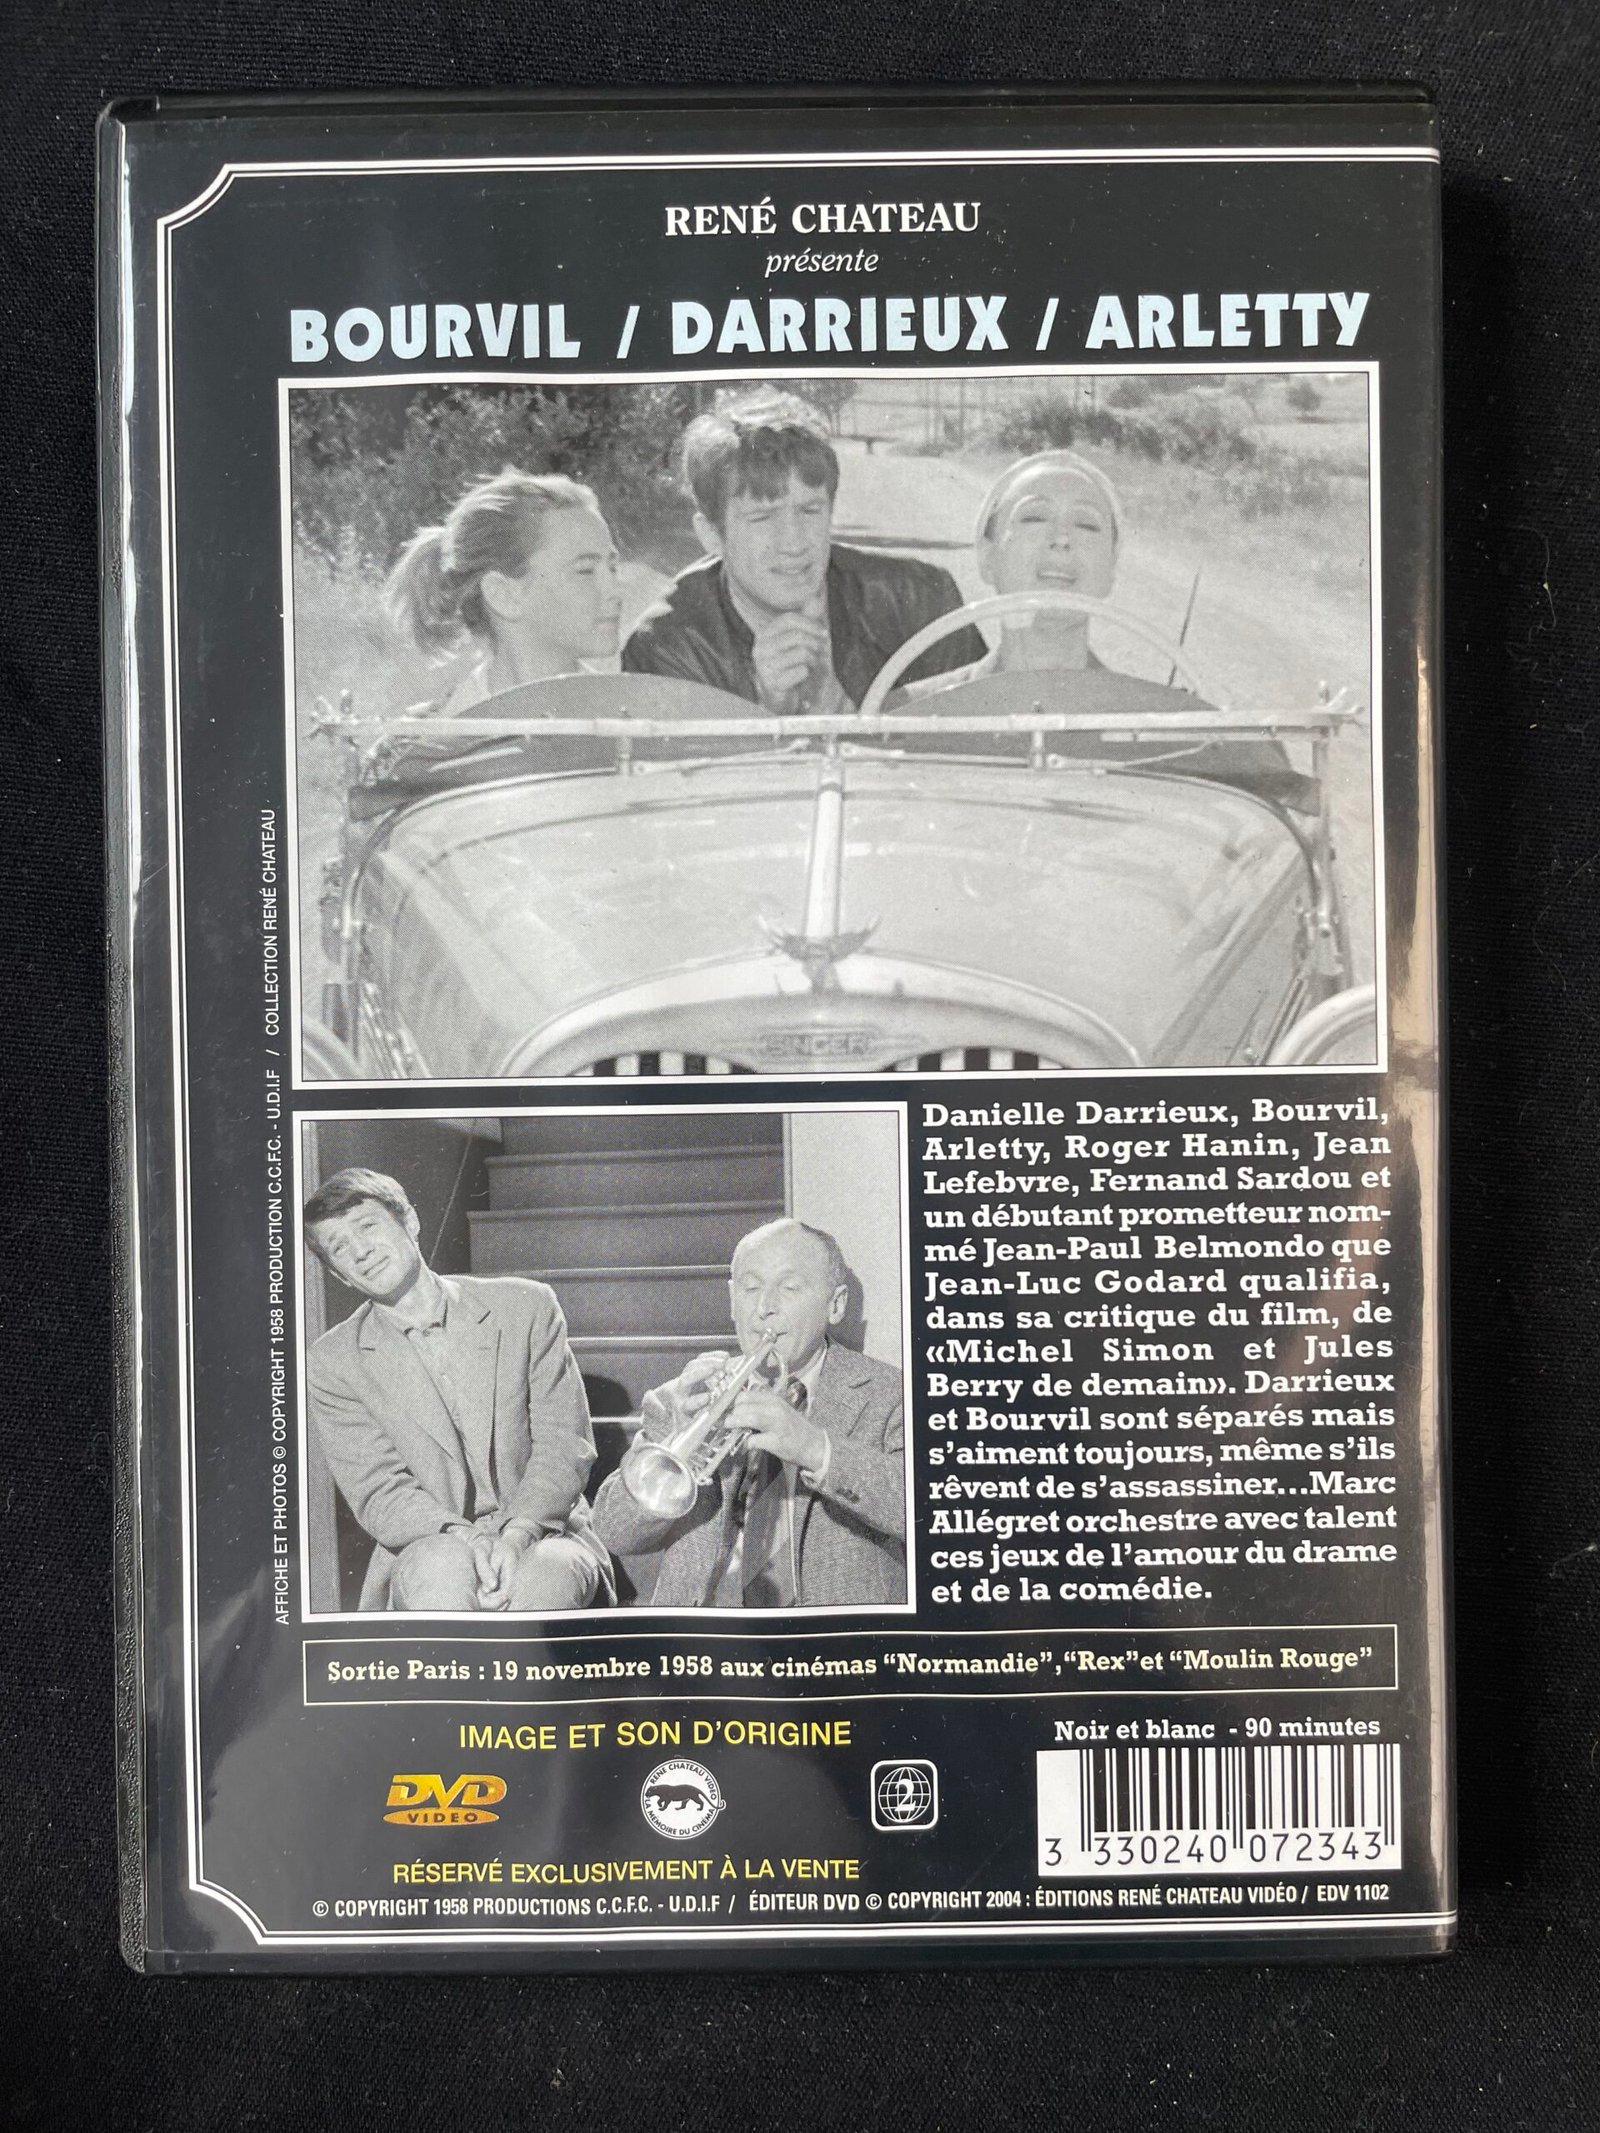 RENÉ CHATEAU
présente
BOURVIL / DARRIEUX / ARLETTY
SINGER
AFFICHE ET PHOTOS © COPYRIGHT 1958 PRODUCTION C.C.F.C. - U.D.I.F / COLLECTION RENÉ CHATEAU
Danielle Darrieux, Bourvil,
Arletty, Roger Hanin, Jean
Lefebvre, Fernand Sardou et
un débutant prometteur nom-
mé Jean-Paul Belmondo que
Jean-Luc Godard qualifia,
dans sa critique du film, de
«Michel Simon et Jules
Berry de demain». Darrieux
et Bourvil sont séparés mais
s'aiment toujours, même s'ils
rêvent de s'assassiner...Marc
Allégret orchestre avec talent
ces jeux de l'amour du drame
et de la comédie.
Sortie Paris : 19 novembre 1958 aux cinémas “Normandie”,“Rex”et “Moulin Rouge”
IMAGE ET SON D'ORIGINE
Noir et blanc - 90 minutes
DVD
VIDEO
RENÉ CHATEAU VIDÉO
LA MÉMOIRE DU CINÉMA
2
3 330240 072343
RÉSERVÉ EXCLUSIVEMENT À LA VENTE
© COPYRIGHT 1958 PRODUCTIONS C.C.F.C. - U.D.I.F / ÉDITEUR DVD © COPYRIGHT 2004 : ÉDITIONS RENÉ CHATEAU VIDÉO / EDV 1102